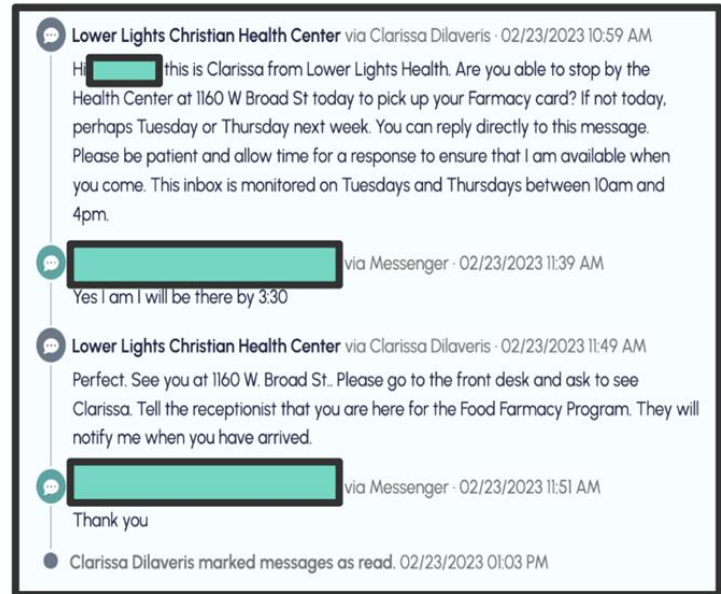 Lower Lights Christian Health Center via Clarissa Dilaveris · 02/23/2023 10:59 AM
Hi this is Clarissa from Lower Lights Health. Are you able to stop by the
Health Center at 1160 W Broad St today to pick up your Farmacy card? If not today,
perhaps Tuesday or Thursday next week. You can reply directly to this message.
Please be patient and allow time for a response to ensure that I am available when
you come. This inbox is monitored on Tuesdays and Thursdays between 10am and
4pm.
via Messenger · 02/23/2023 11:39 AM
Yes I am I will be there by 3:30
Lower Lights Christian Health Center via Clarissa Dilaveris · 02/23/2023 11:49 AM
Perfect. See you at 1160 W. Broad St.. Please go to the front desk and ask to see
Clarissa. Tell the receptionist that you are here for the Food Farmacy Program. They will
notify me when you have arrived.
via Messenger · 02/23/2023 11:51 AM
Thank you
Clarissa Dilaveris marked messages as read. 02/23/2023 01:03 PM